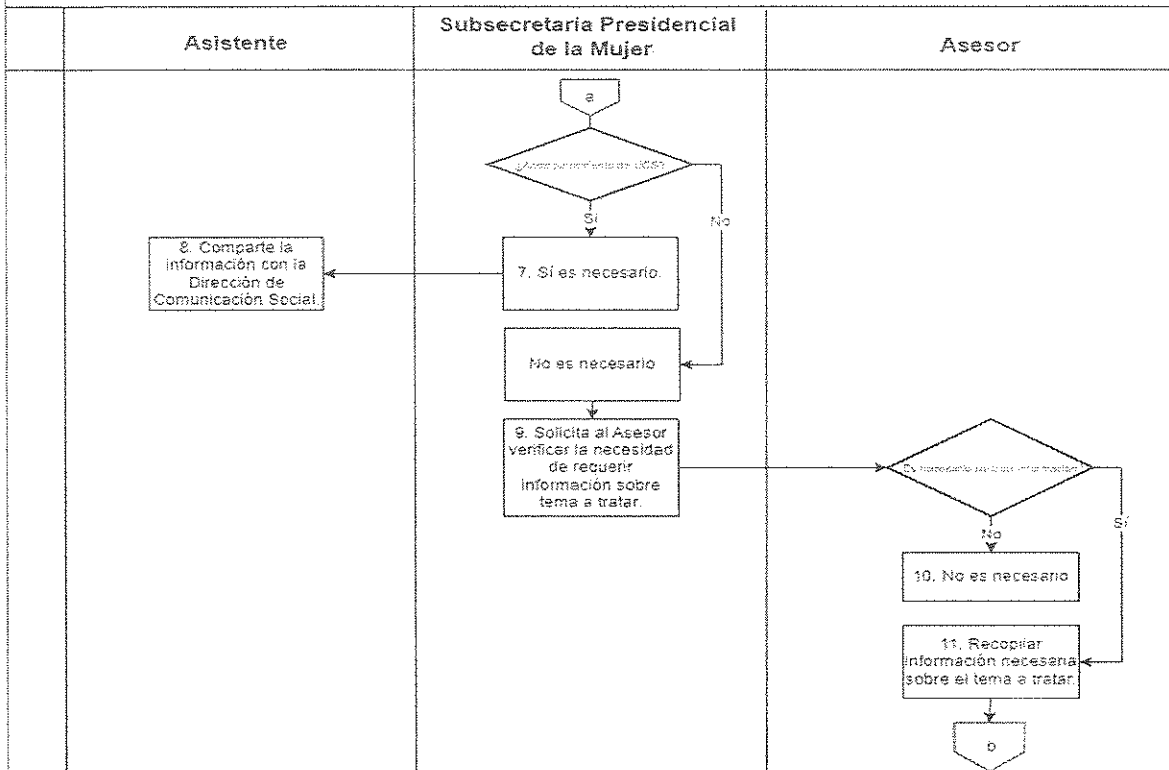 Asistente
Subsecretaria Presidencial
de la Mujer
Asesor
a
Sí
No
8. Comparte la
información con la
Dirección de
Comunicación Social.
7. Sí es necesario.
No es necesario
9. Solicita al Asesor
verificar la necesidad
de requerir
información sobre
tema a tratar.
No
Sí
10. No es necesario
11. Recopilar
información necesaria
sobre el tema a tratar.
b